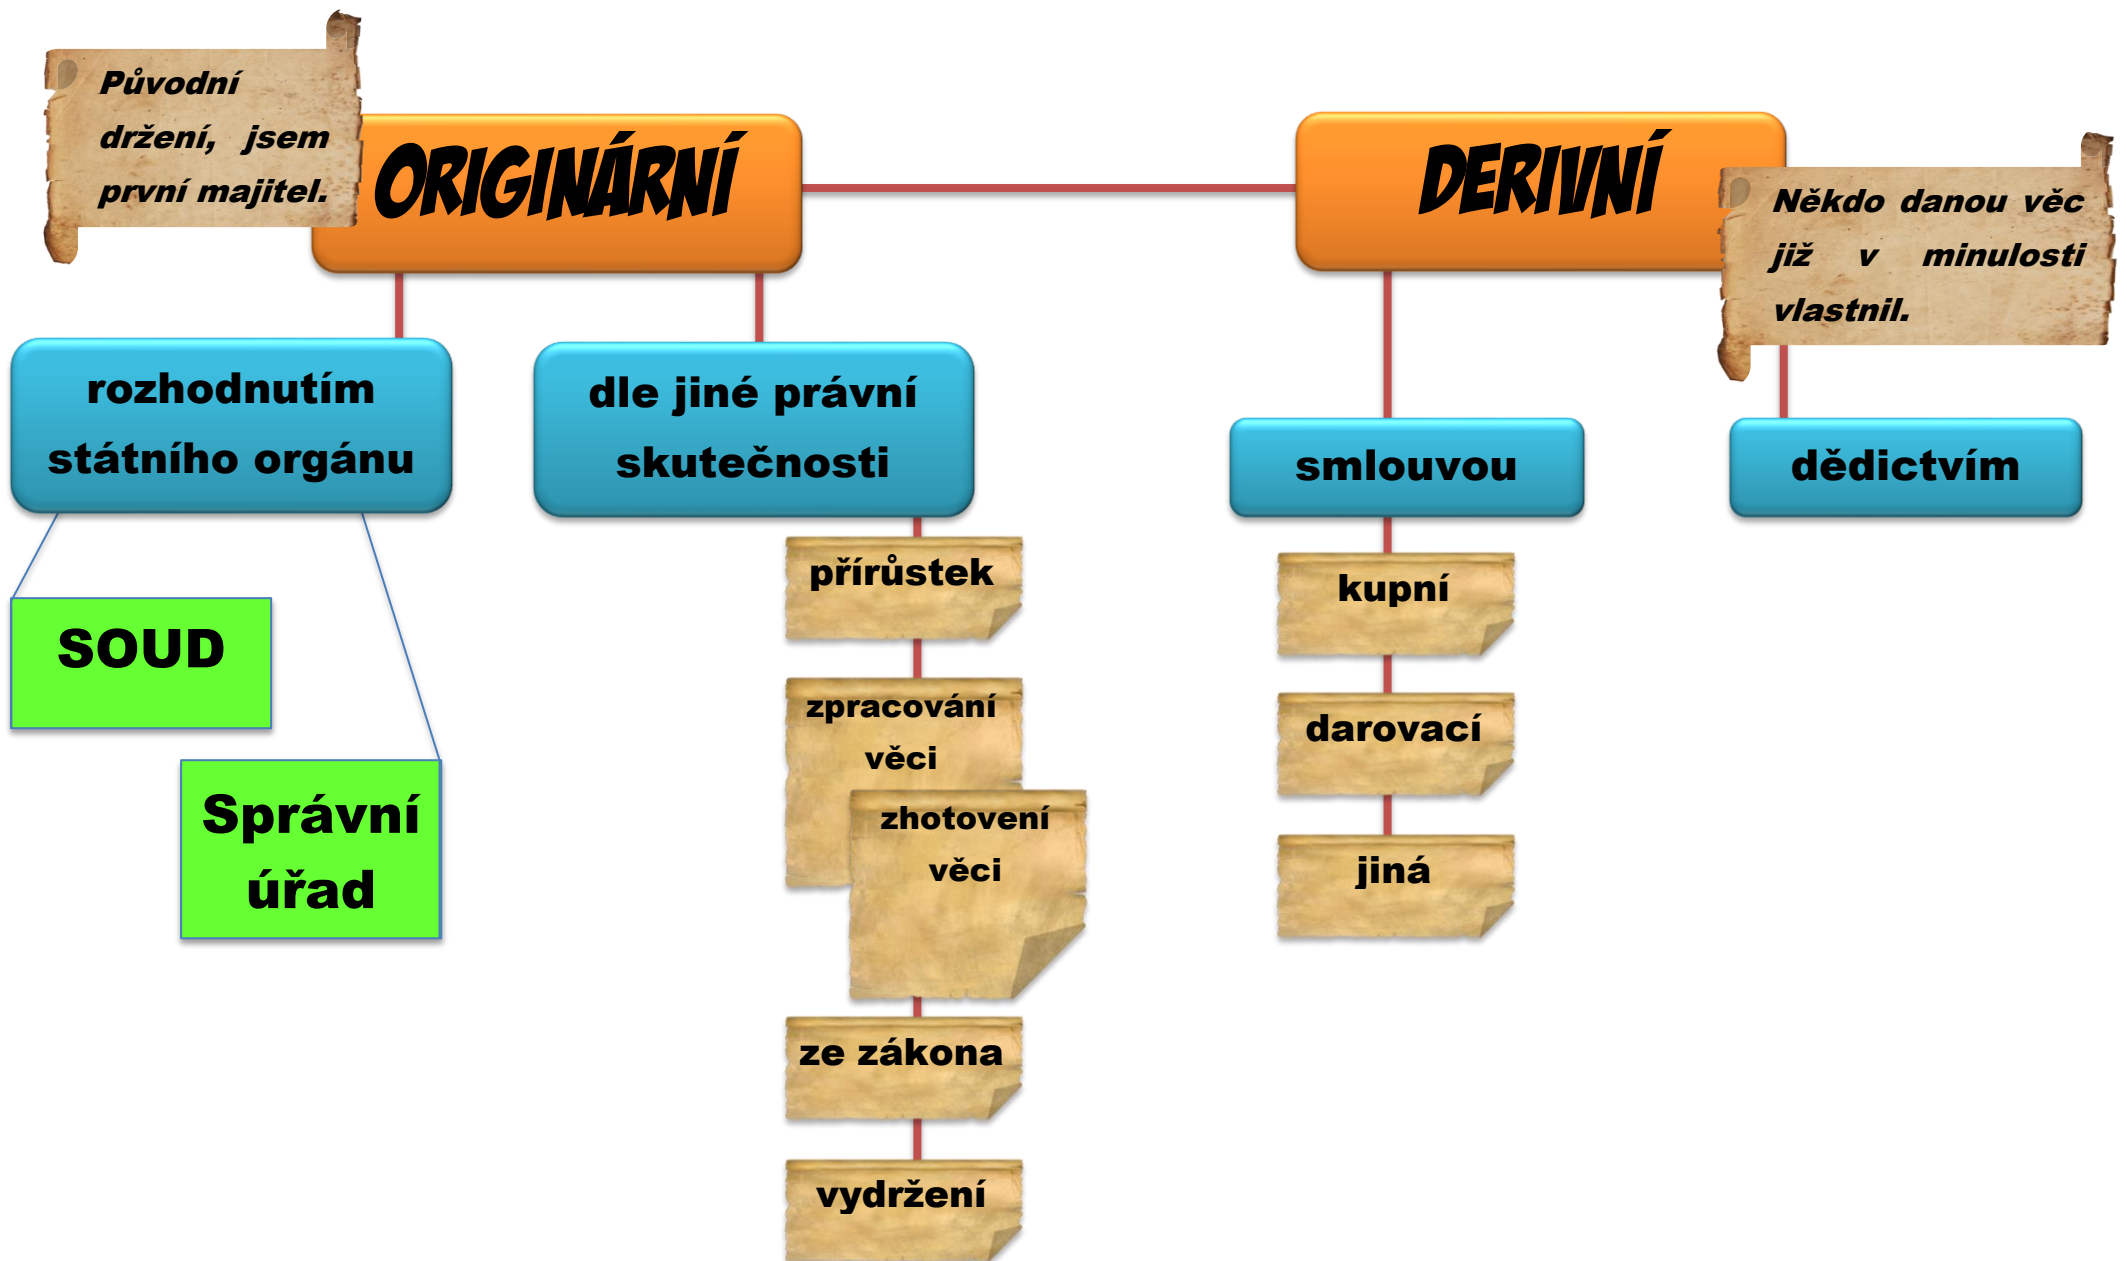 Původní
držení, jsem
první majitel.
ORIGINÁRNÍ
DERIVNÍ
Někdo danou věc
již v minulosti
vlastnil.
rozhodnutím
státního orgánu
dle jiné právní
skutečnosti
smlouvou
dědictvím
SOUD
Správní
úřad
přírůstek
zpracování
věci
zhotovení
věci
ze zákona
vydržení
kupní
darovací
jiná